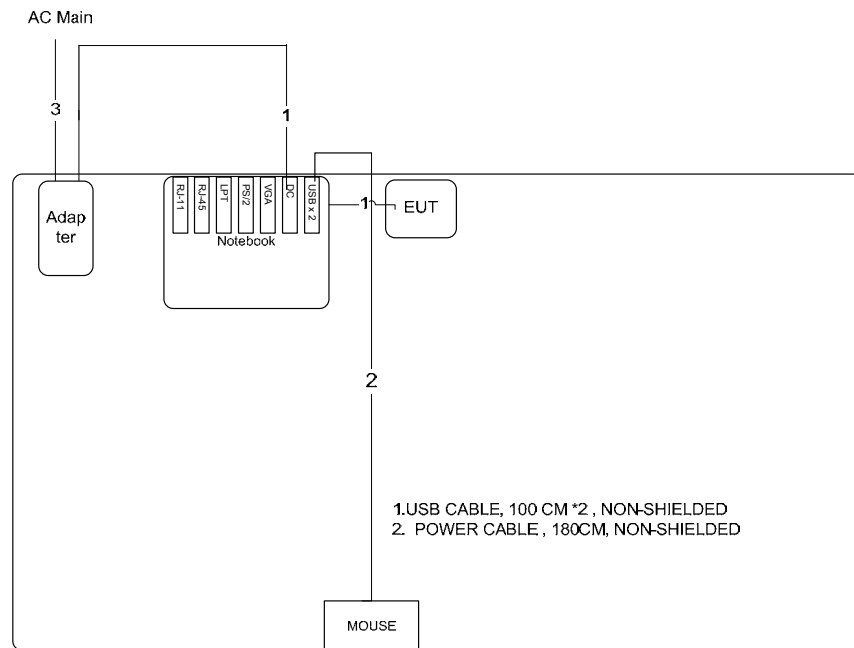 AC Main
3
1
RJ-11
RJ-45
LPT
PS/2
VGA
DC
USB x 2
Notebook
1
EUT
Adap
ter
2
1.USB CABLE, 100 CM *2 , NON-SHIELDED
2. POWER CABLE , 180CM, NON-SHIELDED
MOUSE